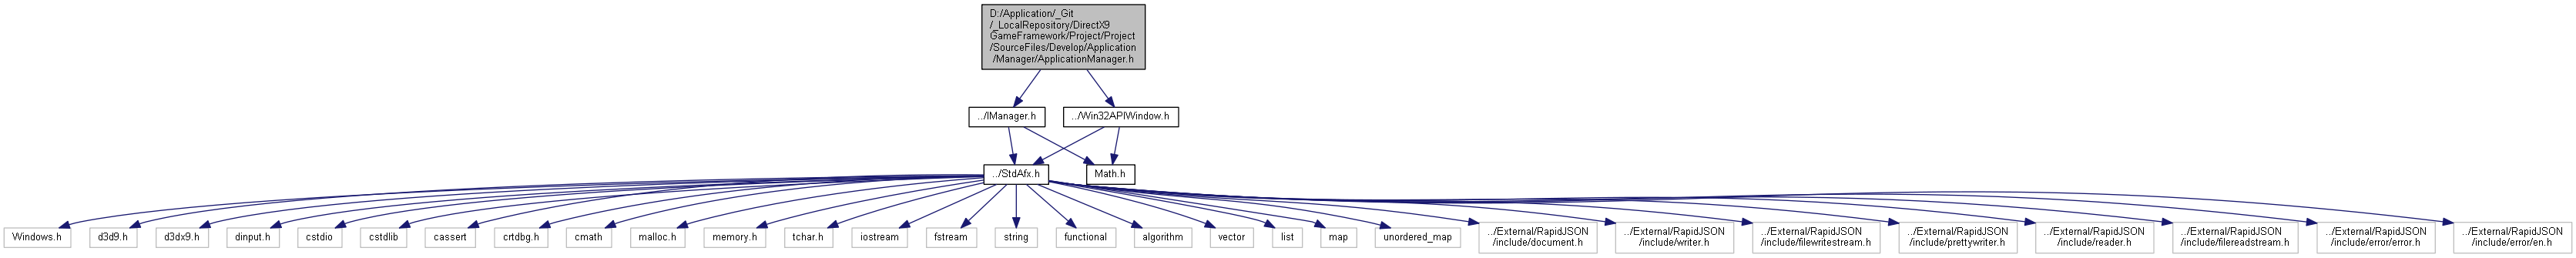 D:/Application/_Git
/_LocalRepository/DirectX9
GameFramework/Project/Project
/SourceFiles/Develop/Application
/Manager/ApplicationManager.h
../IManager.h
../Win32APIWindow.h
../StdAfx.h
Math.h
Windows.h
d3d9.h
d3dx9.h
dinput.h
cstdio
cstdlib
cassert
crtdbg.h
cmath
malloc.h
memory.h
tchar.h
iostream
fstream
string
functional
algorithm
vector
list
map
unordered_map
../External/RapidJSON
/include/document.h
../External/RapidJSON
/include/writer.h
../External/RapidJSON
/include/filewritestream.h
../External/RapidJSON
/include/prettywriter.h
../External/RapidJSON
/include/reader.h
../External/RapidJSON
/include/filereadstream.h
../External/RapidJSON
/include/error/error.h
../External/RapidJSON
/include/error/en.h